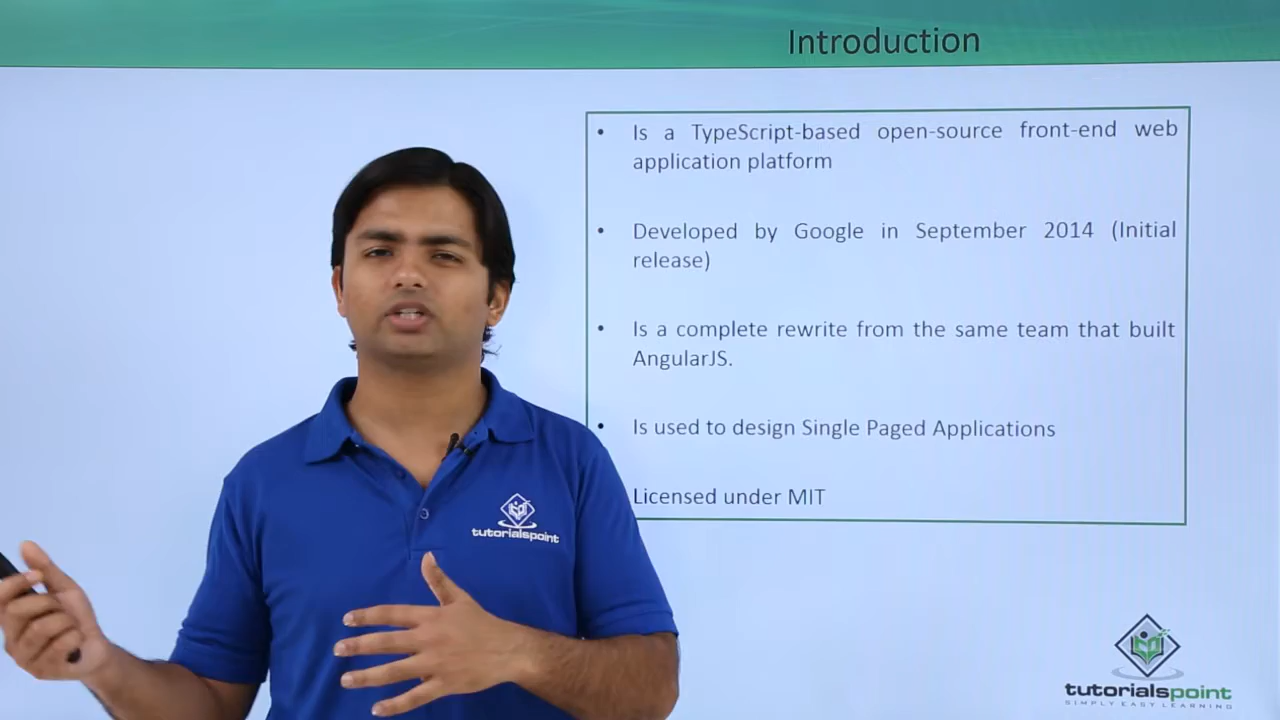 Introduction
• Is a TypeScript-based open-source front-end web
application platform
• Developed by Google in September 2014 (Initial
release)
• Is a complete rewrite from the same team that built
AngularJS.
• Is used to design Single Paged Applications
Licensed under MIT
tutorialspoint
tutorialspoint
SIMPLY EASY LEARNING